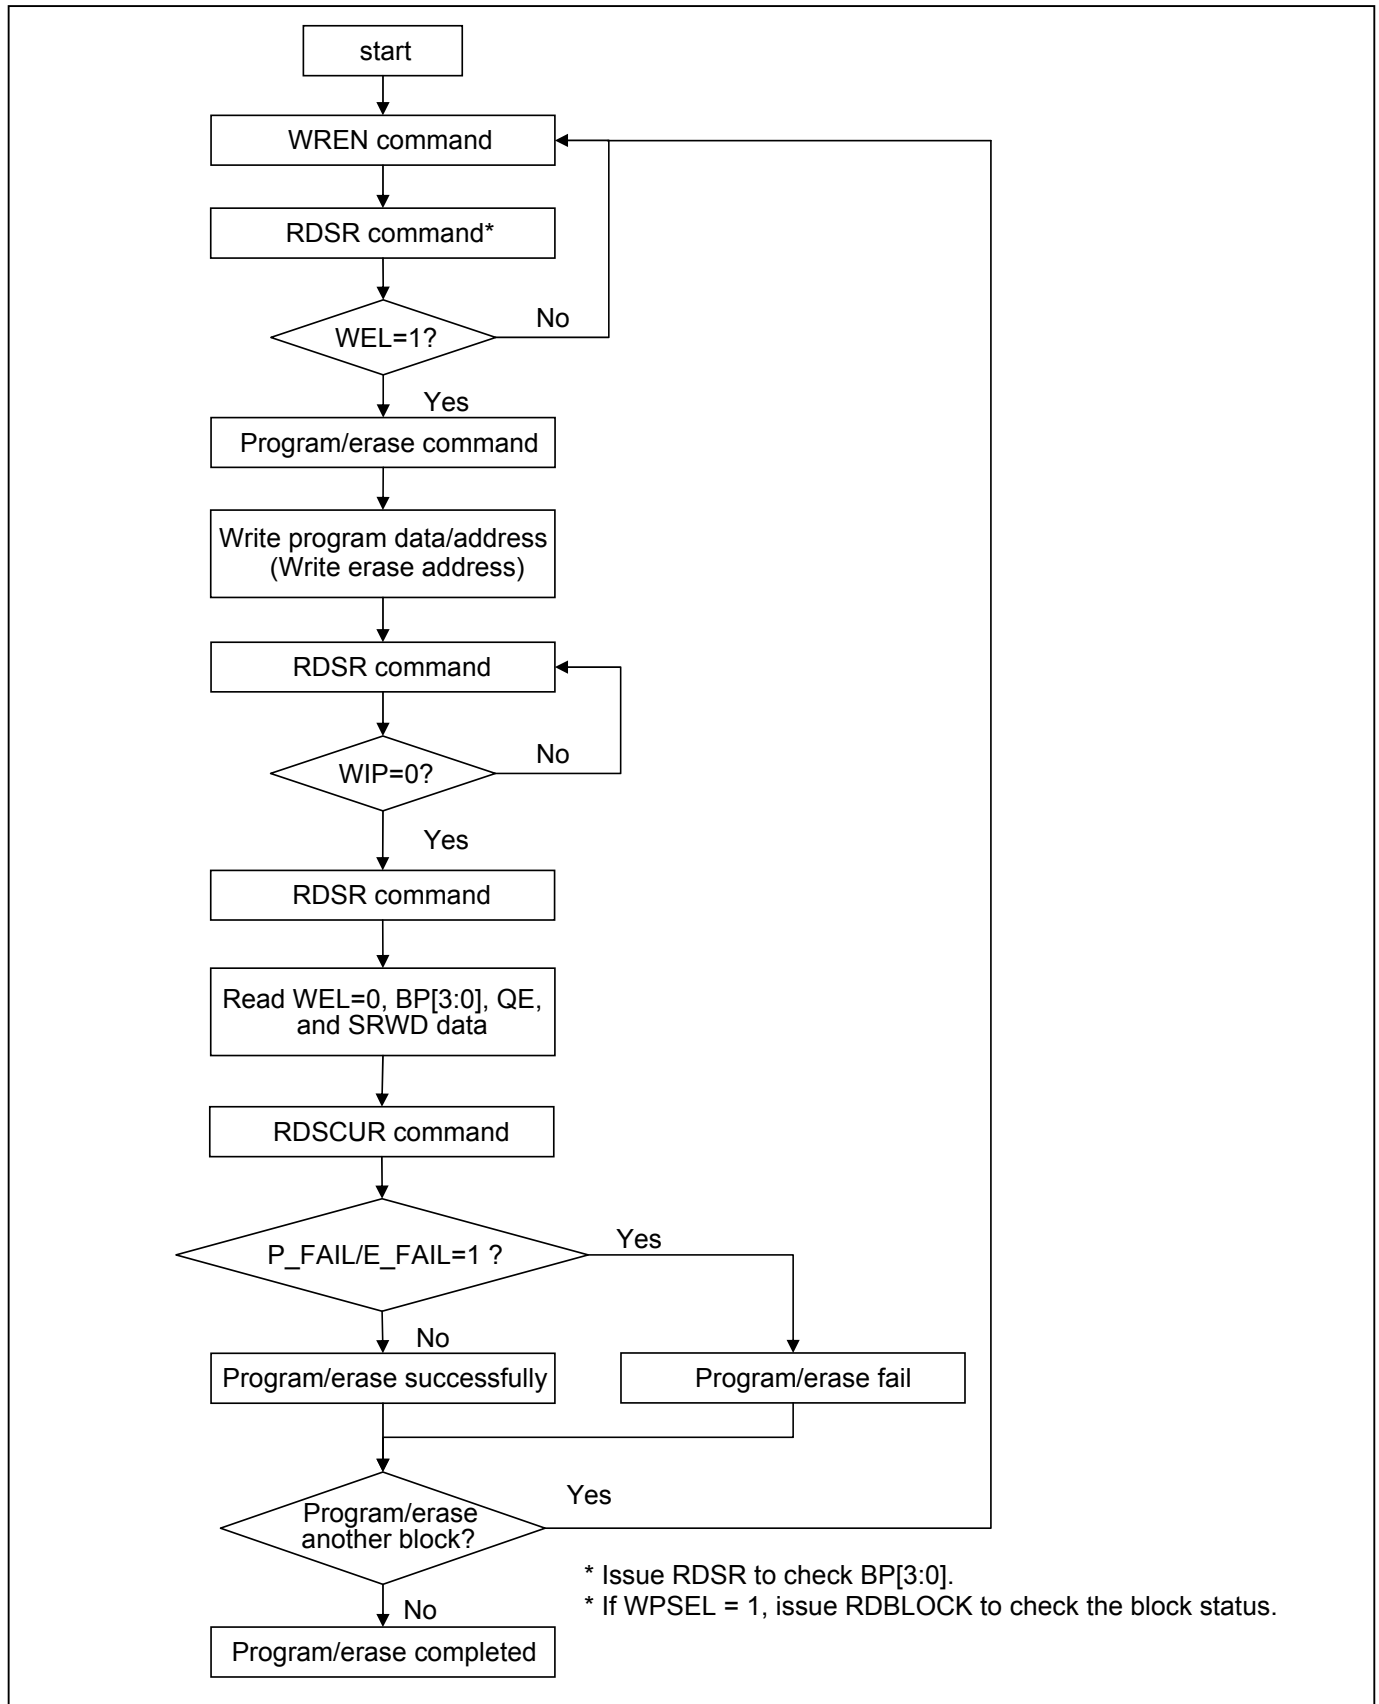 start
WREN command
RDSR command*
WEL=1?
No
Yes
Program/erase command
Write program data/address
(Write erase address)
RDSR command
WIP=0?
No
Yes
RDSR command
Read WEL=0, BP[3:0], QE,
and SRWD data
RDSCUR command
P_FAIL/E_FAIL=1 ?
Yes
No
Program/erase successfully
Program/erase fail
Program/erase
another block?
Yes
* Issue RDSR to check BP[3:0].
* If WPSEL = 1, issue RDBLOCK to check the block status.
No
Program/erase completed